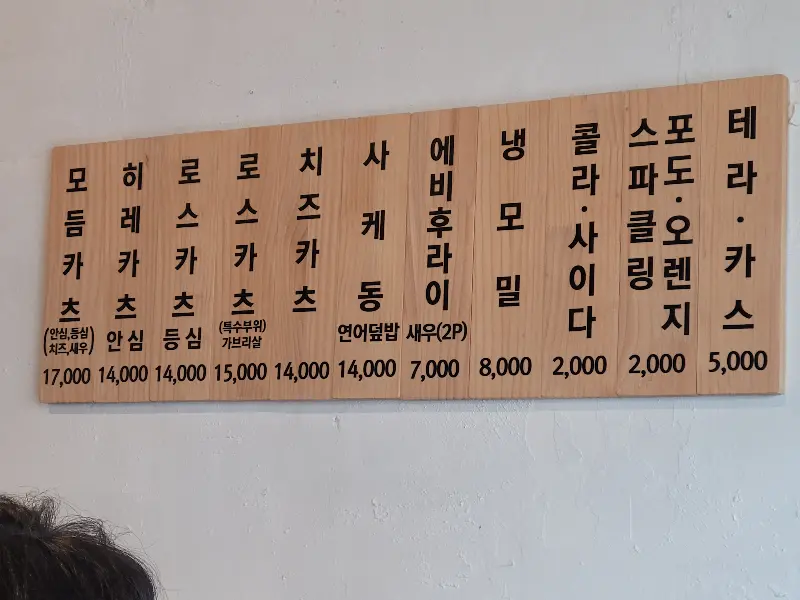 모듬카츠
(안심,등심
치즈,새우)
17,000
히레카츠
안심
14,000
로스카츠
등심
14,000
로스카츠
(특수부위)
가브리살
15,000
치즈카츠
14,000
사케동
연어덮밥
14,000
에비후라이
새우(2P)
7,000
냉모밀
8,000
콜라·사이다
2,000
포도·오렌지
스파클링
2,000
테라·카스
5,000